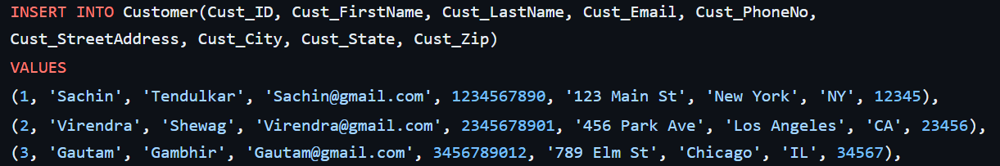 INSERT INTO Customer(Cust_ID, Cust_FirstName, Cust_LastName, Cust_Email, Cust_PhoneNo,
Cust_StreetAddress, Cust_City, Cust_State, Cust_Zip)
VALUES
(1, 'Sachin', 'Tendulkar', 'Sachin@gmail.com', 1234567890, '123 Main St', 'New York', 'NY', 12345),
(2, 'Virendra', 'Shewag', 'Virendra@gmail.com', 2345678901, '456 Park Ave', 'Los Angeles', 'CA', 23456),
(3, 'Gautam', 'Gambhir', 'Gautam@gmail.com', 3456789012, '789 Elm St', 'Chicago', 'IL', 34567),